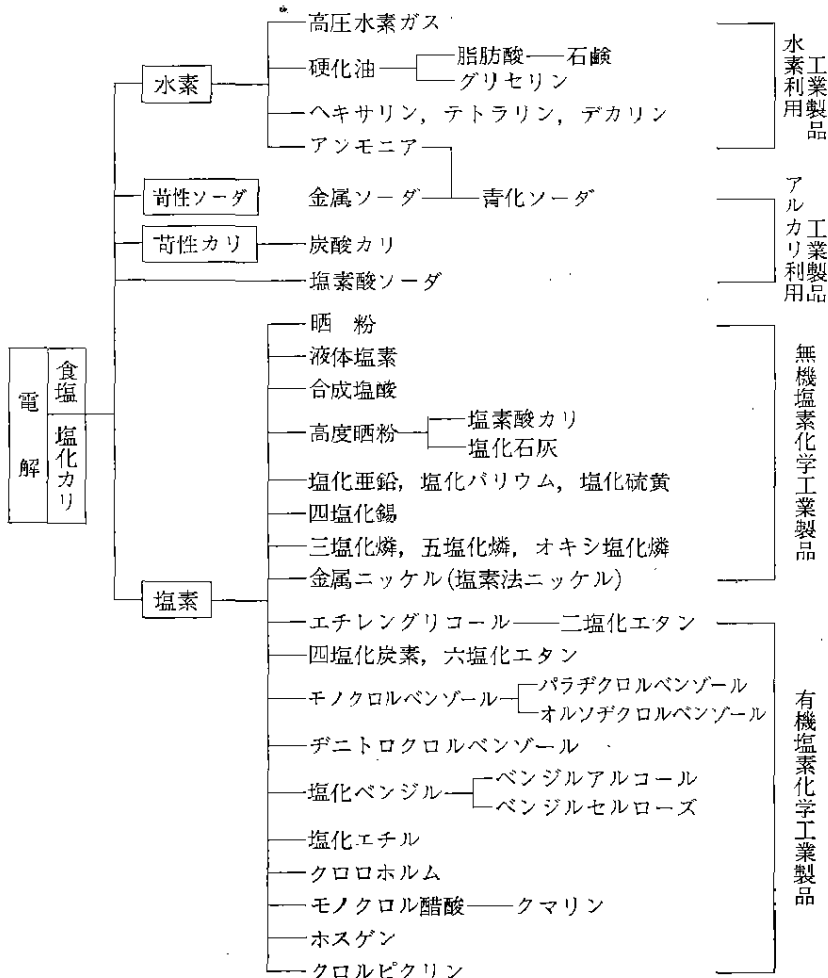 高圧水素ガス
水素
硬化油
脂肪酸
石鹸
グリセリン
ヘキサリン, テトラリン, デカリン
アンモニア
水素利用工業製品
苛性ソーダ
金属ソーダ
青化ソーダ
苛性カリ
炭酸カリ
塩素酸ソーダ
アルカリ利用工業製品
電解
食塩
塩化カリ
塩素
晒粉
液体塩素
合成塩酸
高度晒粉
塩素酸カリ
塩化石灰
塩化亜鉛, 塩化バリウム, 塩化硫黄
四塩化錫
三塩化燐, 五塩化燐, オキシ塩化燐
金属ニッケル(塩素法ニッケル)
無機塩素化学工業製品
エチレングリコール
二塩化エタン
四塩化炭素, 六塩化エタン
モノクロルベンゾール
パラヂクロルベンゾール
オルソヂクロルベンゾール
ヂニトロクロルベンゾール
塩化ベンジル
ベンジルアルコール
ベンジルセルローズ
塩化エチル
クロロホルム
モノクロル醋酸
クマリン
ホスゲン
クロルピクリン
有機塩素化学工業製品